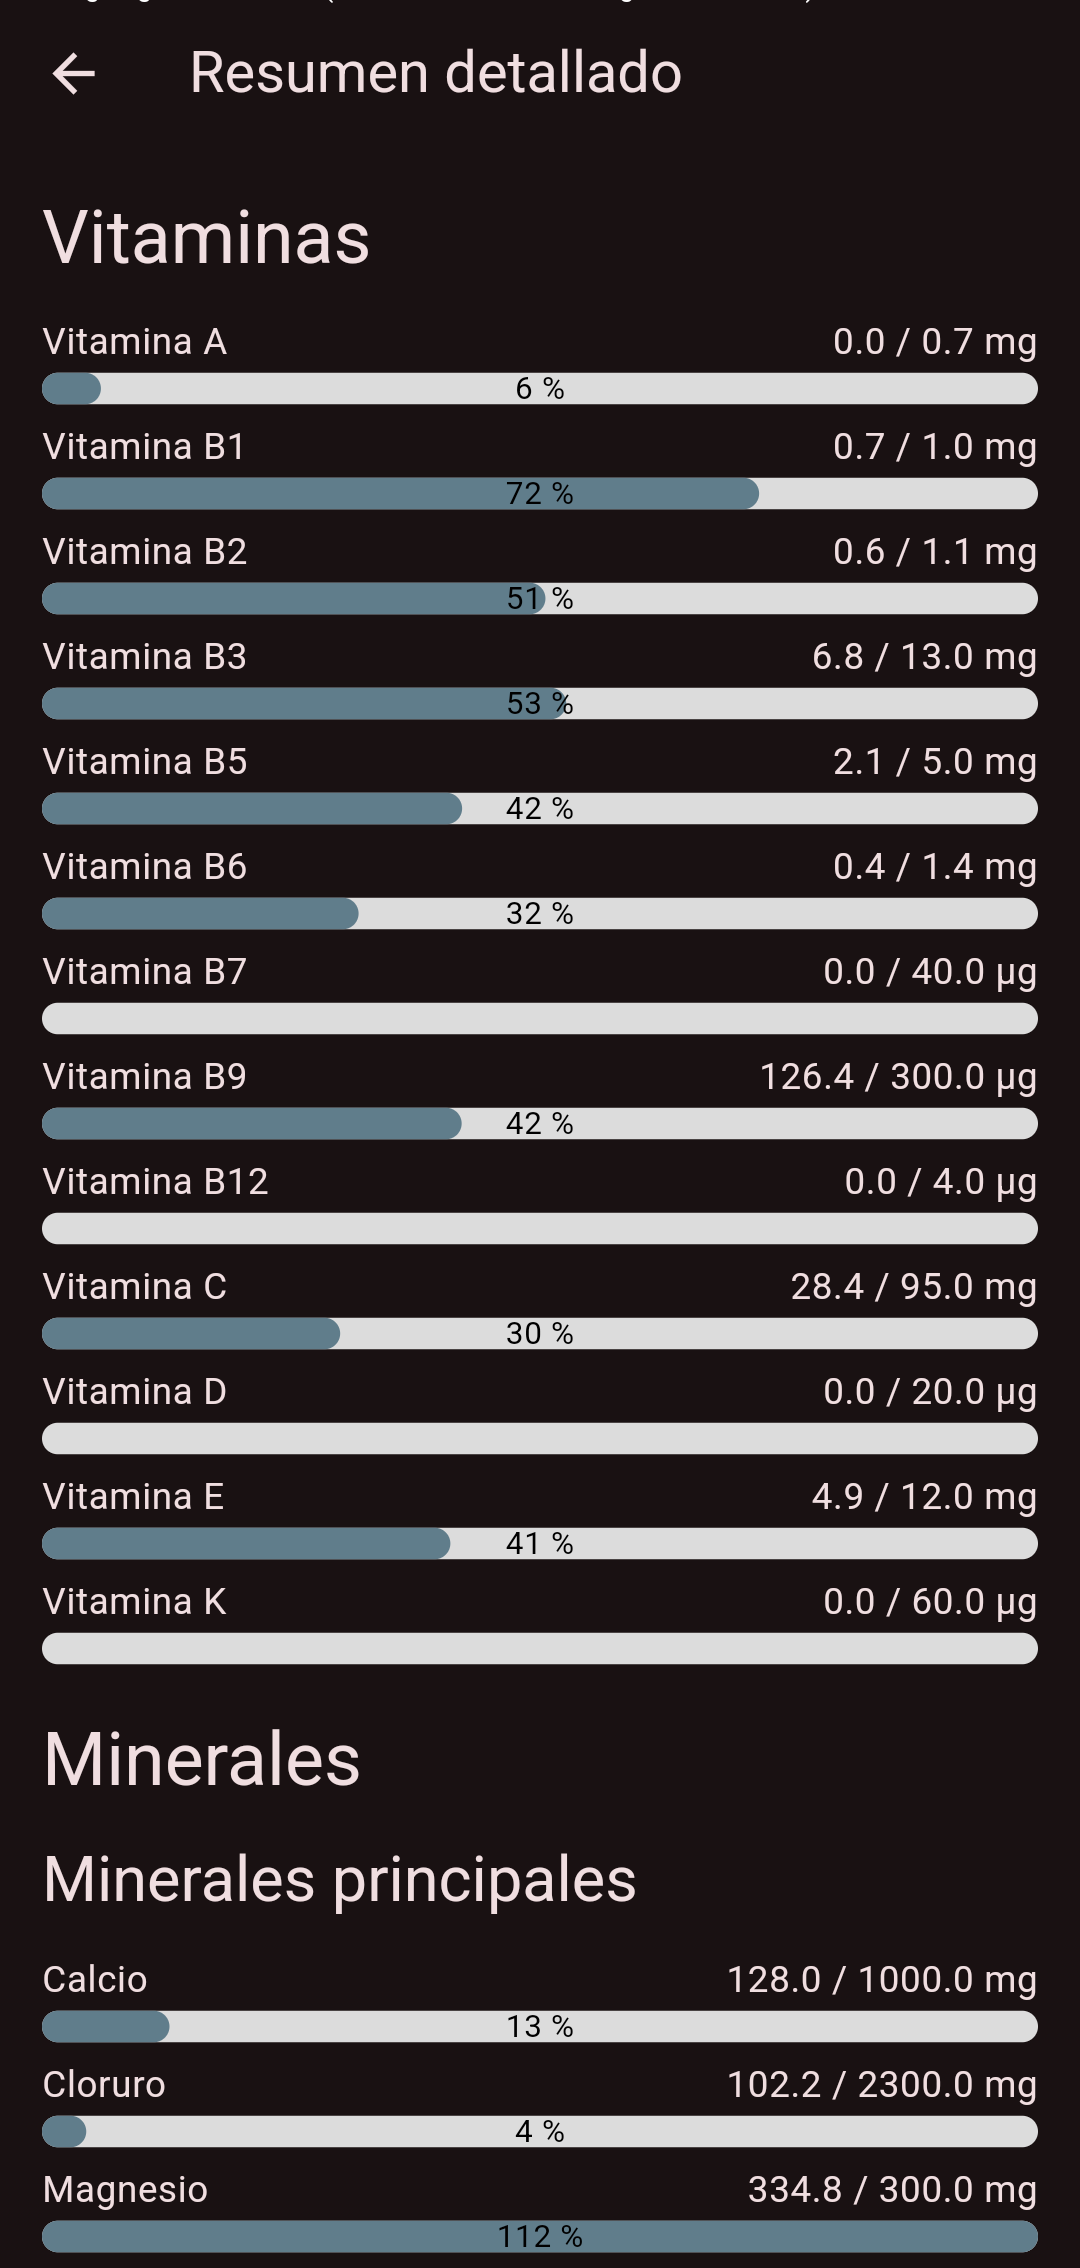 Resumen detallado
Vitaminas
Vitamina A 0.0 / 0.7 mg
6 %
Vitamina B1 0.7 / 1.0 mg
72 %
Vitamina B2 0.6 / 1.1 mg
51 %
Vitamina B3 6.8 / 13.0 mg
53 %
Vitamina B5 2.1 / 5.0 mg
42 %
Vitamina B6 0.4 / 1.4 mg
32 %
Vitamina B7 0.0 / 40.0 µg
Vitamina B9 126.4 / 300.0 µg
42 %
Vitamina B12 0.0 / 4.0 µg
Vitamina C 28.4 / 95.0 mg
30 %
Vitamina D 0.0 / 20.0 µg
Vitamina E 4.9 / 12.0 mg
41 %
Vitamina K 0.0 / 60.0 µg
Minerales
Minerales principales
Calcio 128.0 / 1000.0 mg
13 %
Cloruro 102.2 / 2300.0 mg
4 %
Magnesio 334.8 / 300.0 mg
112 %